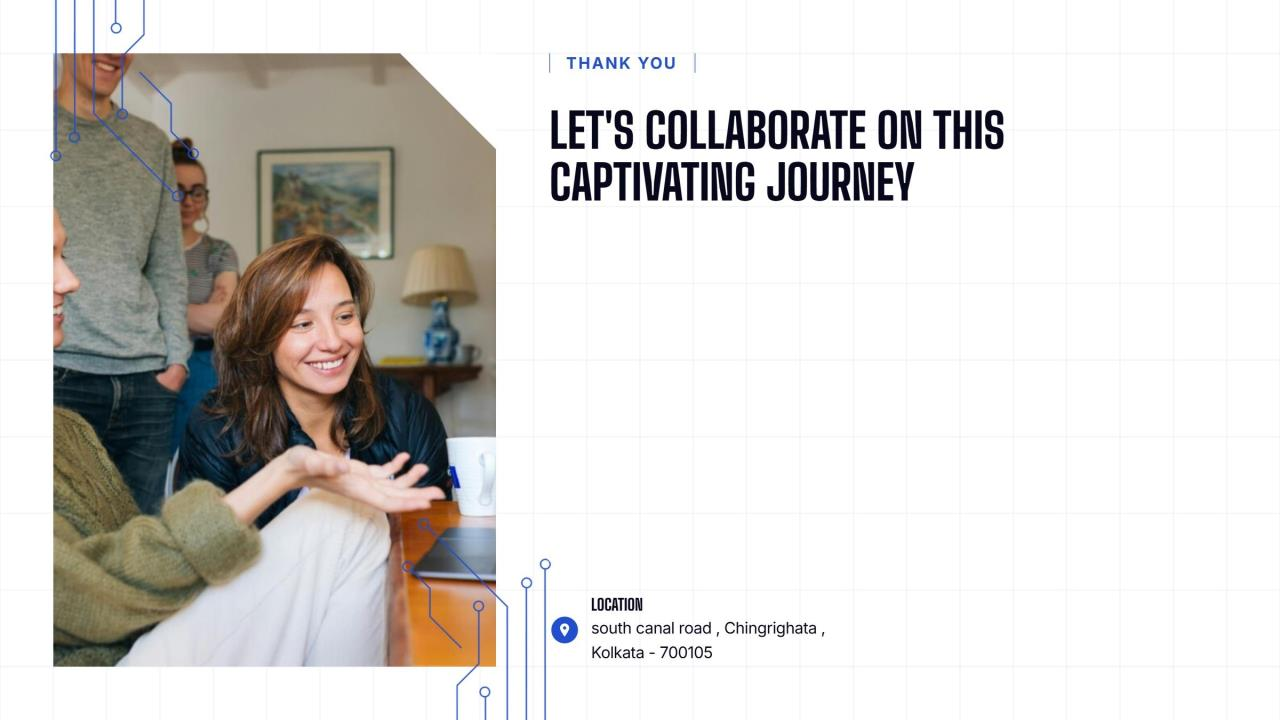 THANK YOU
LET'S COLLABORATE ON THIS
CAPTIVATING JOURNEY
LOCATION
south canal road , Chingrighata ,
Kolkata - 700105